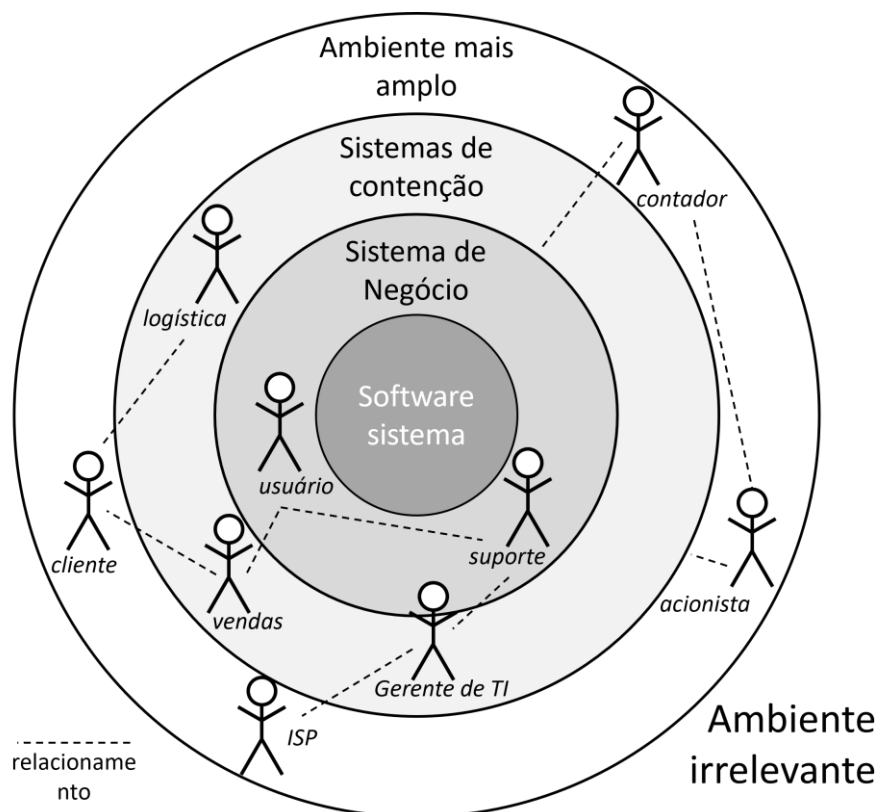 Ambiente mais
amplo
contador
Sistemas de
contenção
logística
Sistema de
Negócio
Software
sistema
usuário
suporte
cliente
vendas
acionista
Gerente de TI
ISP
Ambiente
irrelevante
relacioname
nto